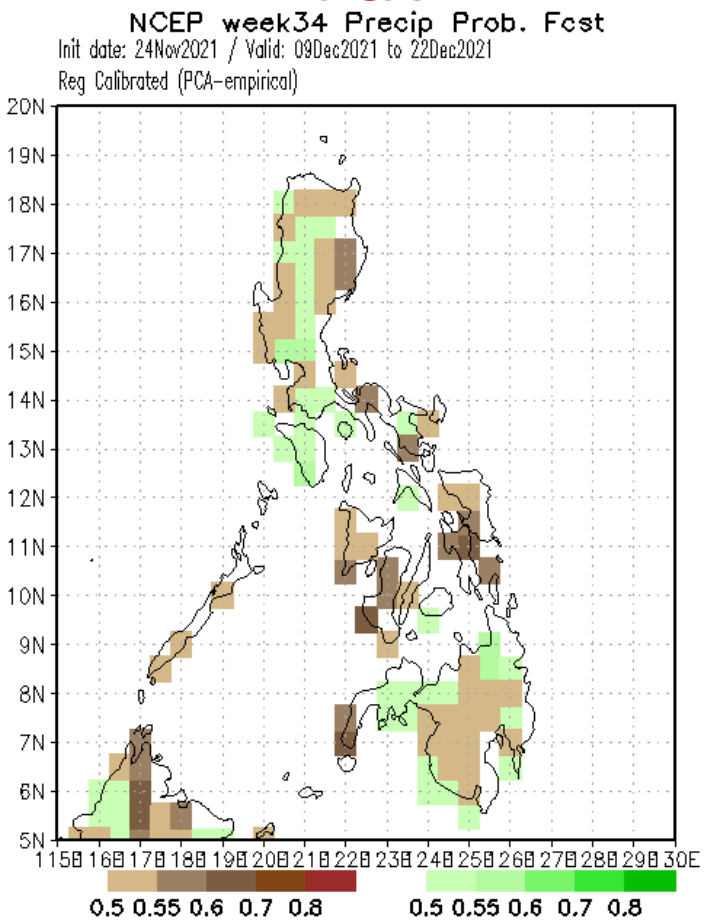 NCEP week34 Precip Prob. Fcst
Init date: 24Nov2021 / Valid: 09Dec2021 to 22Dec2021
Reg Calibrated (PCA-empirical)
20N
19N
18N
17N
16N
15N
14N
13N
12N
11N
10N
9N
8N
7N
6N
5N
115E 116E 117E 118E 119E 120E 121E 122E 123E 124E 125E 126E 127E 128E 129E 130E
0.5 0.55 0.6 0.7 0.8 0.5 0.55 0.6 0.7 0.8